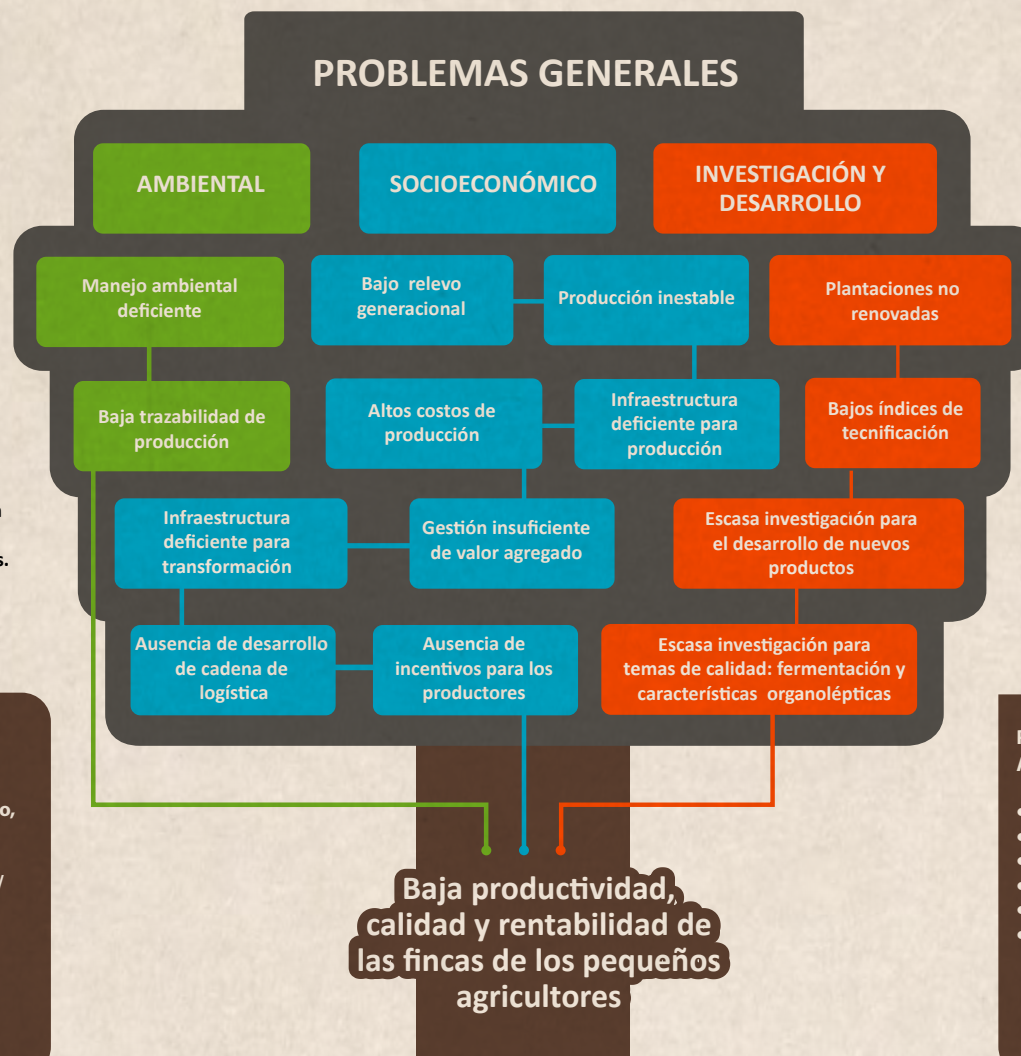 PROBLEMAS GENERALES
AMBIENTAL
SOCIOECONÓMICO
INVESTIGACIÓN Y
DESARROLLO
Manejo ambiental
deficiente
Bajo relevo
generacional
Producción inestable
Plantaciones no
renovadas
Baja trazabilidad de
producción
Altos costos de
producción
Infraestructura
deficiente para
producción
Bajos índices de
tecnificación
Infraestructura
deficiente para
transformación
Gestión insuficiente
de valor agregado
Escasa investigación para
el desarrollo de nuevos
productos
Ausencia de desarrollo
de cadena de
logística
Ausencia de
incentivos para los
productores
Escasa investigación para
temas de calidad: fermentación y
características organolépticas
Baja productividad,
calidad y rentabilidad de
las fincas de los pequeños
agricultores